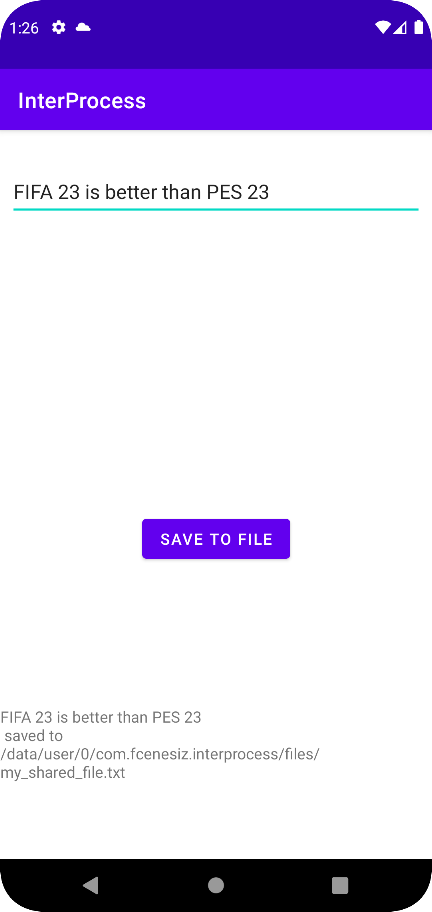 1:26
InterProcess
FIFA 23 is better than PES 23
SAVE TO FILE
FIFA 23 is better than PES 23
saved to
/data/user/0/com.fcenesiz.interprocess/files/
my_shared_file.txt